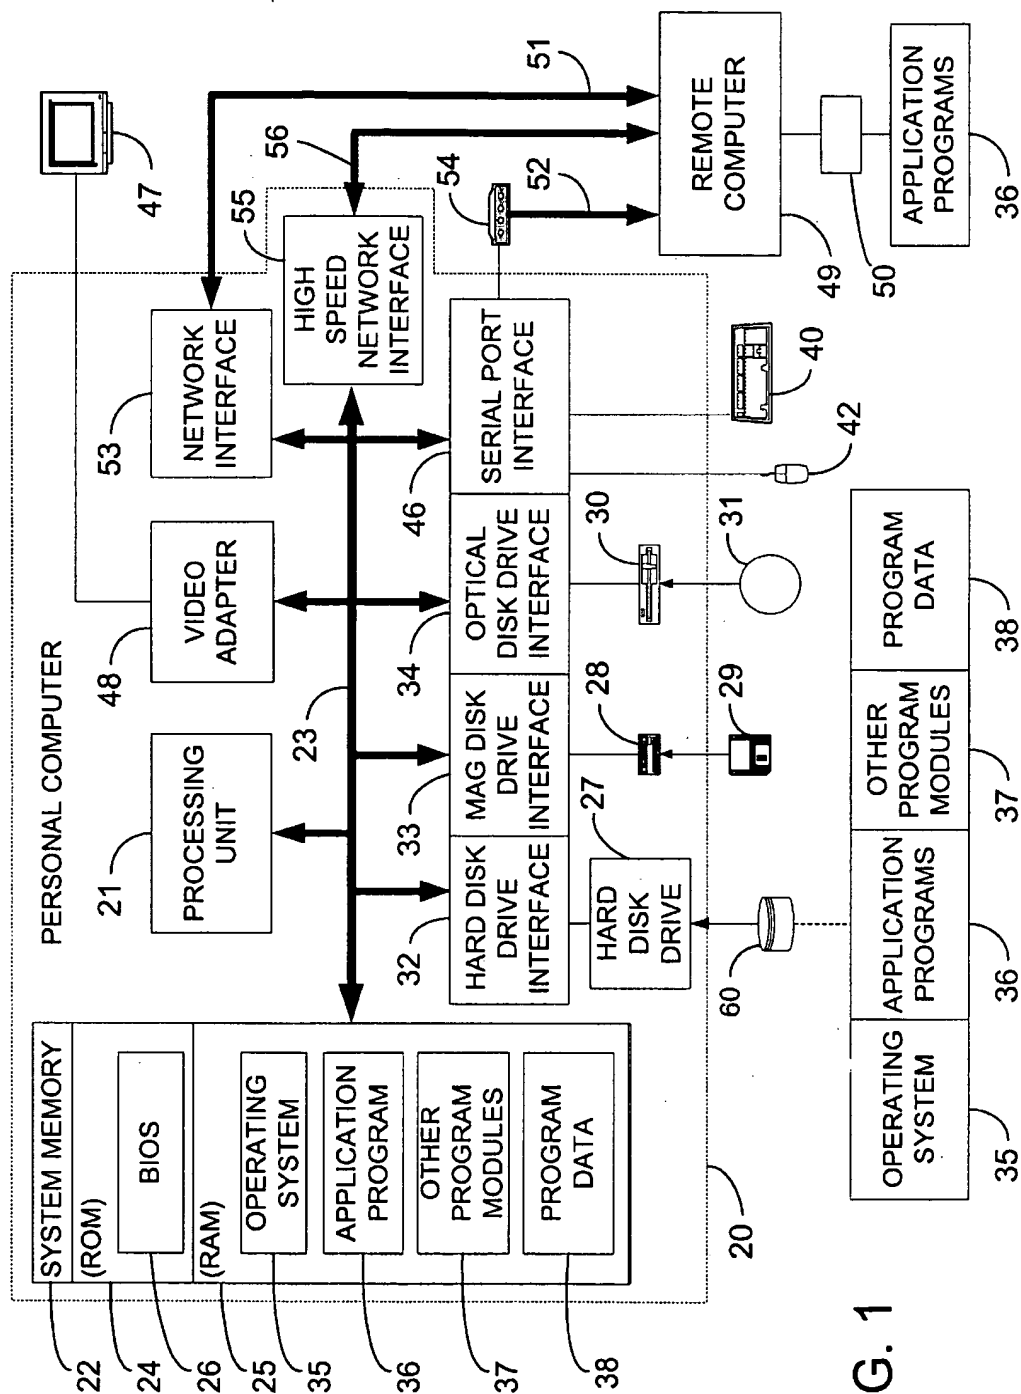 PERSONAL COMPUTER
47
SYSTEM MEMORY
22
(ROM)
24
BIOS
26
(RAM)
25
OPERATING
SYSTEM
35
APPLICATION
PROGRAM
36
OTHER
PROGRAM
MODULES
37
PROGRAM
DATA
38
21
PROCESSING
UNIT
48
VIDEO
ADAPTER
53
NETWORK
INTERFACE
55
HIGH
SPEED
NETWORK
INTERFACE
56
51
23
32
HARD DISK
DRIVE
INTERFACE
33
MAG DISK
DRIVE
INTERFACE
34
OPTICAL
DISK DRIVE
INTERFACE
46
SERIAL PORT
INTERFACE
54
52
27
HARD
DISK
DRIVE
28
30
29
31
60
42
40
REMOTE
COMPUTER
49
50
APPLICATION
PROGRAMS
36
20
OPERATING
SYSTEM
APPLICATION
PROGRAMS
OTHER
PROGRAM
MODULES
PROGRAM
DATA
35
36
37
38
G. 1